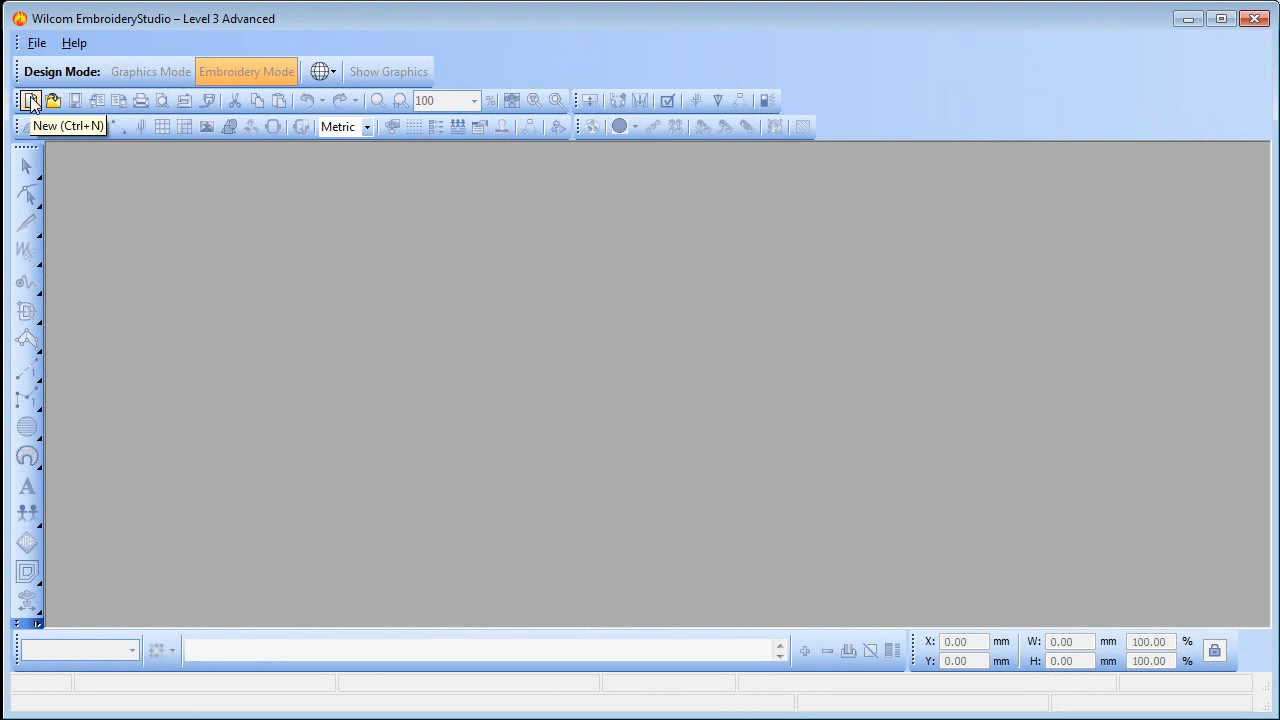 Wilcom EmbroideryStudio – Level 3 Advanced
File Help
Design Mode: Graphics Mode Embroidery Mode Show Graphics
100 %
New (Ctrl+N)
Metric
A
X: 0.00 mm W: 0.00 mm 100.00 %
Y: 0.00 mm H: 0.00 mm 100.00 %